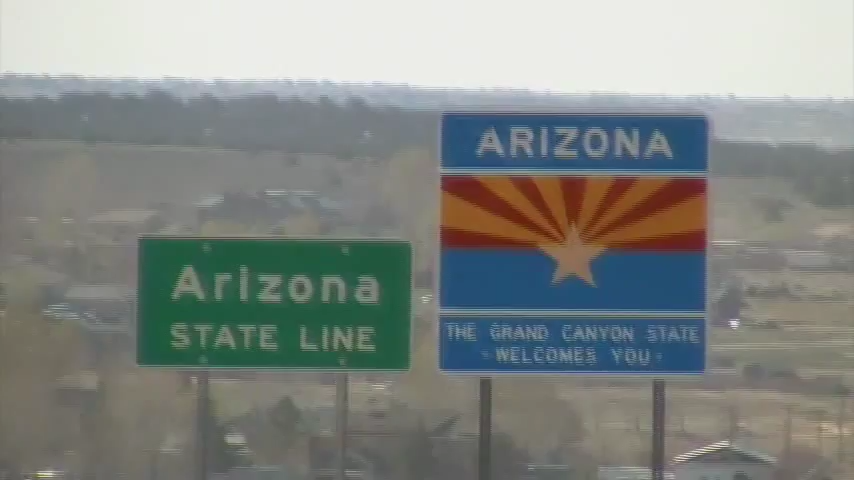 Arizona
STATE LINE
ARIZONA
THE GRAND CANYON STATE
WELCOMES YOU